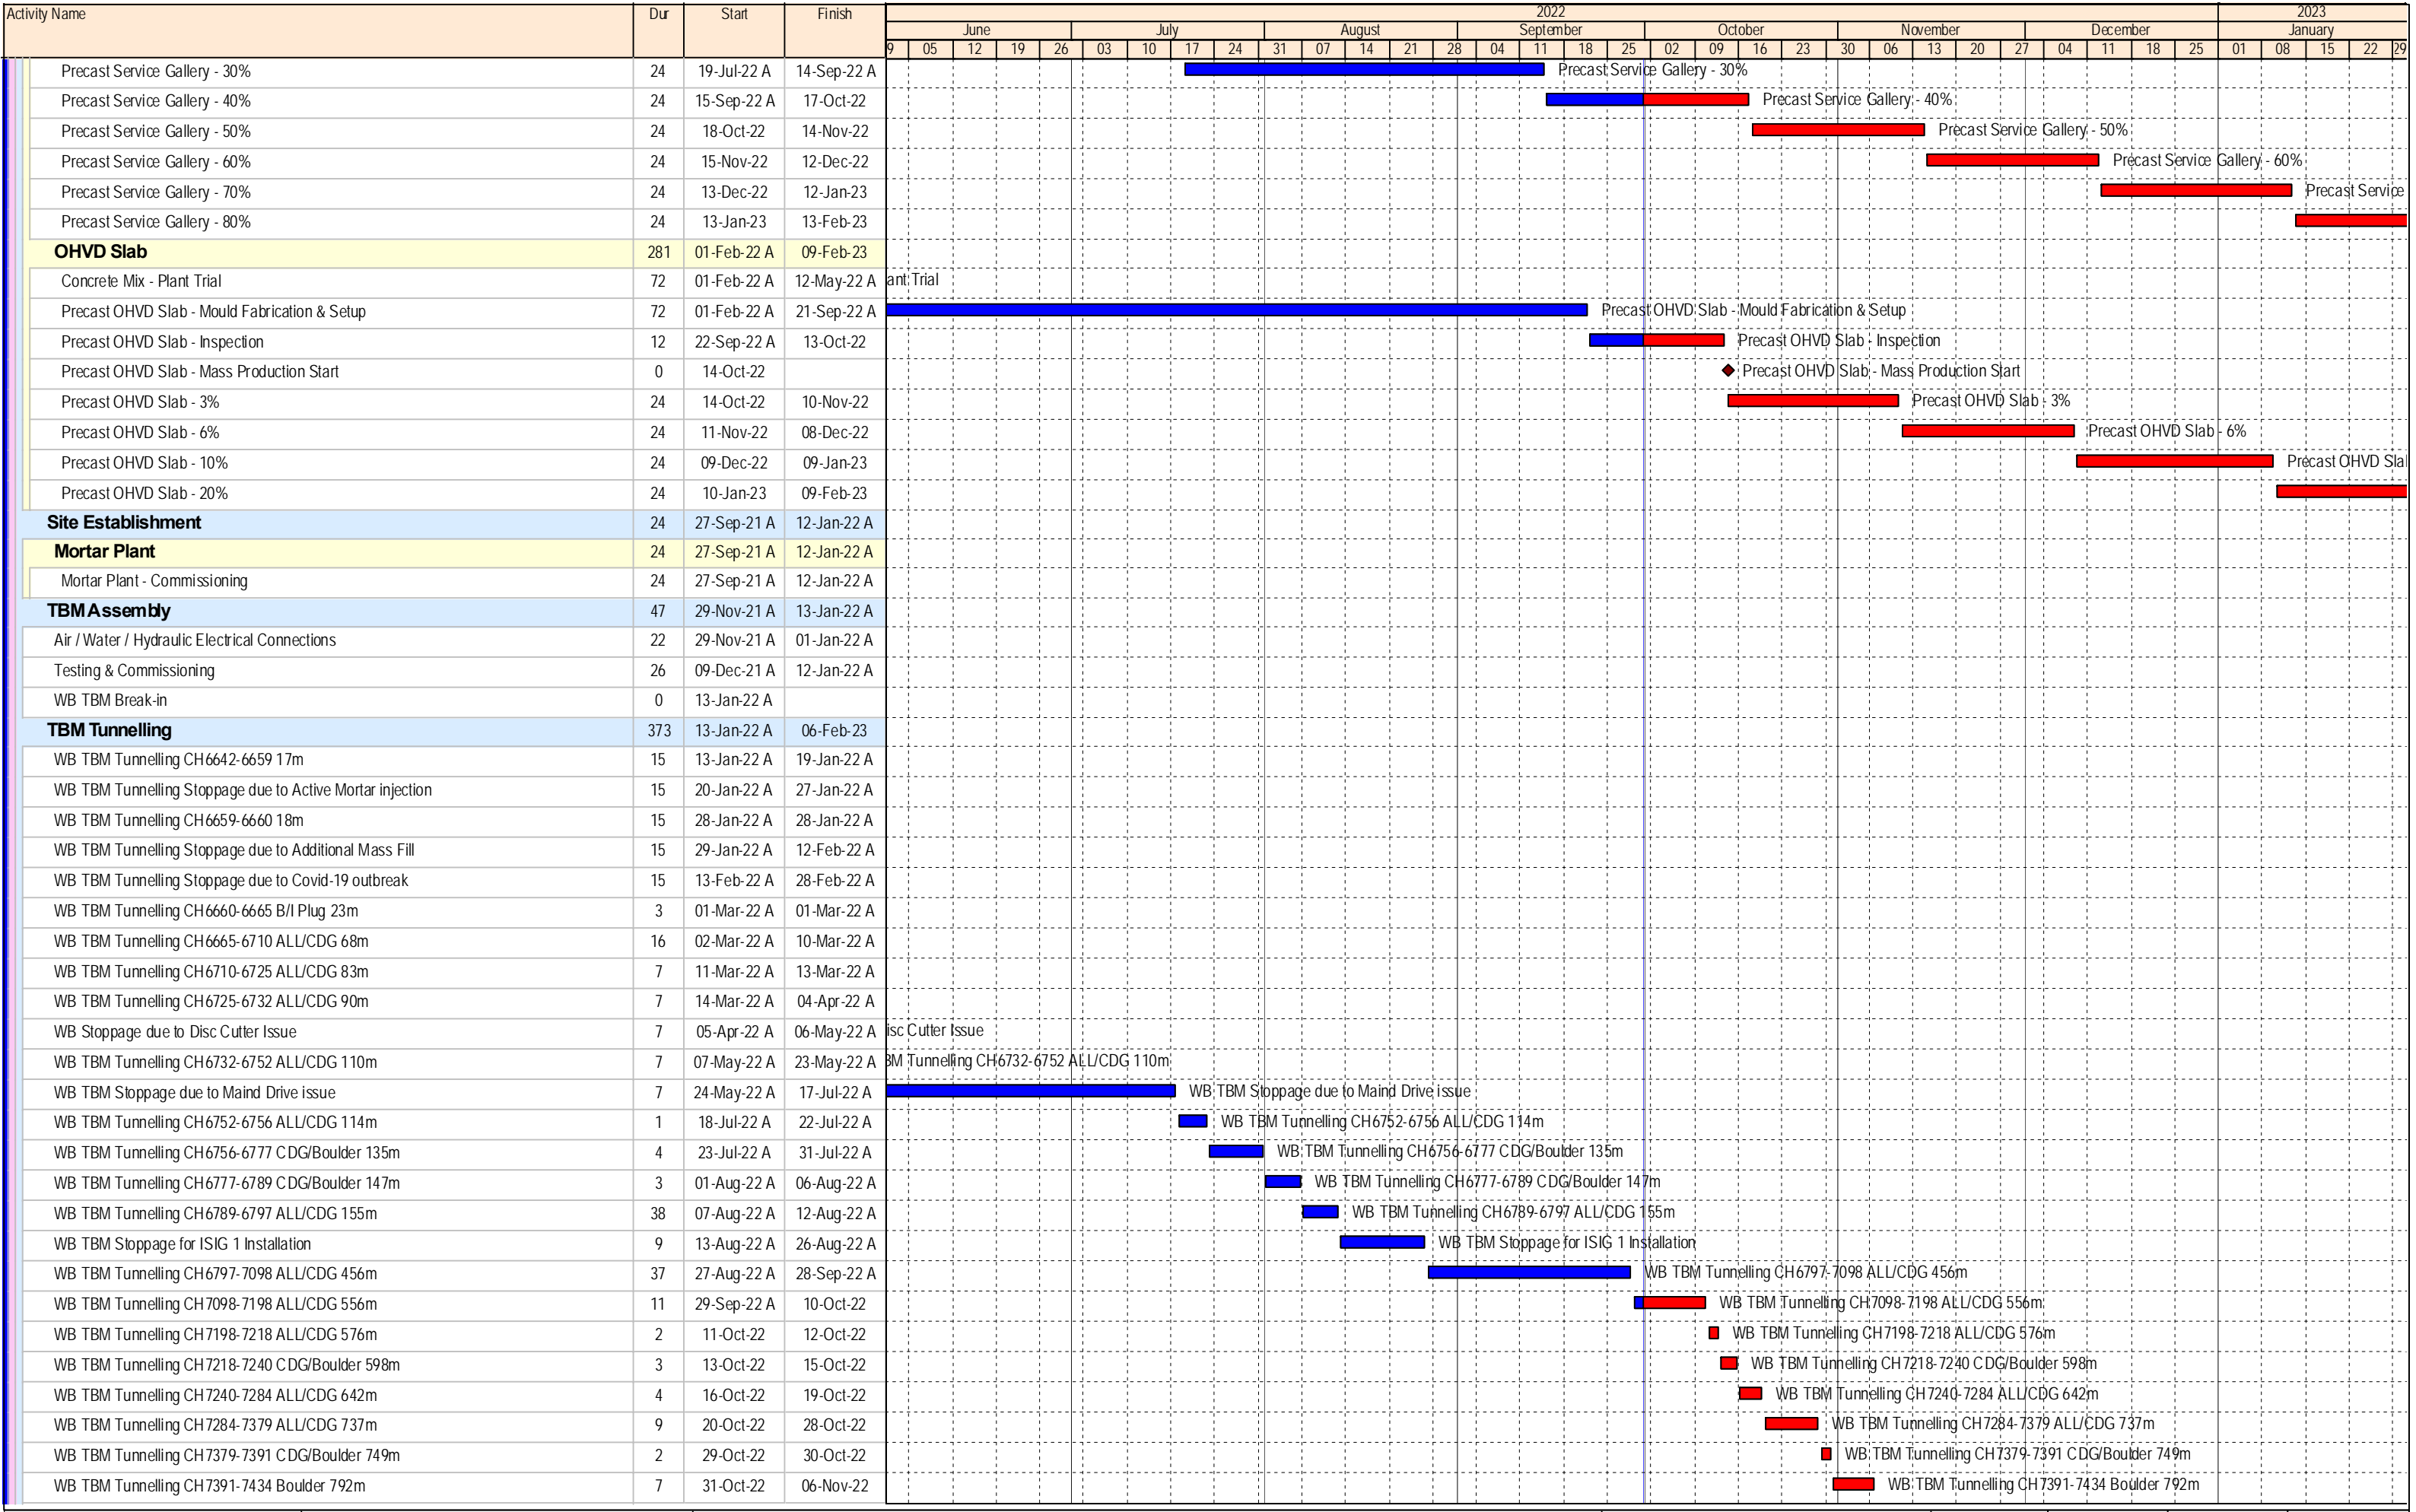 Activity Name Dur Start Finish 2022 2023
June July August September October November December January
9 05 12 19 26 03 10 17 24 31 07 14 21 28 04 11 18 25 02 09 16 23 30 06 13 20 27 04 11 18 25 01 08 15 22 29
Precast Service Gallery - 30% 24 19-Jul-22 A 14-Sep-22 A Precast Service Gallery - 30%
Precast Service Gallery - 40% 24 15-Sep-22 A 17-Oct-22 Precast Service Gallery - 40%
Precast Service Gallery - 50% 24 18-Oct-22 14-Nov-22 Precast Service Gallery - 50%
Precast Service Gallery - 60% 24 15-Nov-22 12-Dec-22 Precast Service Gallery - 60%
Precast Service Gallery - 70% 24 13-Dec-22 12-Jan-23 Precast Service
Precast Service Gallery - 80% 24 13-Jan-23 13-Feb-23
OHVD Slab 281 01-Feb-22 A 09-Feb-23
Concrete Mix - Plant Trial 72 01-Feb-22 A 12-May-22 A ant Trial
Precast OHVD Slab - Mould Fabrication & Setup 72 01-Feb-22 A 21-Sep-22 A Precast OHVD Slab - Mould Fabrication & Setup
Precast OHVD Slab - Inspection 12 22-Sep-22 A 13-Oct-22 Precast OHVD Slab - Inspection
Precast OHVD Slab - Mass Production Start 0 14-Oct-22 Precast OHVD Slab - Mass Production Start
Precast OHVD Slab - 3% 24 14-Oct-22 10-Nov-22 Precast OHVD Slab - 3%
Precast OHVD Slab - 6% 24 11-Nov-22 08-Dec-22 Precast OHVD Slab - 6%
Precast OHVD Slab - 10% 24 09-Dec-22 09-Jan-23 Precast OHVD Slal
Precast OHVD Slab - 20% 24 10-Jan-23 09-Feb-23
Site Establishment 24 27-Sep-21 A 12-Jan-22 A
Mortar Plant 24 27-Sep-21 A 12-Jan-22 A
Mortar Plant - Commissioning 24 27-Sep-21 A 12-Jan-22 A
TBM Assembly 47 29-Nov-21 A 13-Jan-22 A
Air / Water / Hydraulic Electrical Connections 22 29-Nov-21 A 01-Jan-22 A
Testing & Commissioning 26 09-Dec-21 A 12-Jan-22 A
WB TBM Break-in 0 13-Jan-22 A
TBM Tunnelling 373 13-Jan-22 A 06-Feb-23
WB TBM Tunnelling CH6642-6659 17m 15 13-Jan-22 A 19-Jan-22 A
WB TBM Tunnelling Stoppage due to Active Mortar injection 15 20-Jan-22 A 27-Jan-22 A
WB TBM Tunnelling CH6659-6660 18m 15 28-Jan-22 A 28-Jan-22 A
WB TBM Tunnelling Stoppage due to Additional Mass Fill 15 29-Jan-22 A 12-Feb-22 A
WB TBM Tunnelling Stoppage due to Covid-19 outbreak 15 13-Feb-22 A 28-Feb-22 A
WB TBM Tunnelling CH6660-6665 B/I Plug 23m 3 01-Mar-22 A 01-Mar-22 A
WB TBM Tunnelling CH6665-6710 ALL/CDG 68m 16 02-Mar-22 A 10-Mar-22 A
WB TBM Tunnelling CH6710-6725 ALL/CDG 83m 7 11-Mar-22 A 13-Mar-22 A
WB TBM Tunnelling CH6725-6732 ALL/CDG 90m 7 14-Mar-22 A 04-Apr-22 A
WB Stoppage due to Disc Cutter Issue 7 05-Apr-22 A 06-May-22 A isc Cutter Issue
WB TBM Tunnelling CH6732-6752 ALL/CDG 110m 7 07-May-22 A 23-May-22 A BM Tunnelling CH6732-6752 ALL/CDG 110m
WB TBM Stoppage due to Maind Drive issue 7 24-May-22 A 17-Jul-22 A WB TBM Stoppage due to Maind Drive issue
WB TBM Tunnelling CH6752-6756 ALL/CDG 114m 1 18-Jul-22 A 22-Jul-22 A WB TBM Tunnelling CH6752-6756 ALL/CDG 114m
WB TBM Tunnelling CH6756-6777 CDG/Boulder 135m 4 23-Jul-22 A 31-Jul-22 A WB TBM Tunnelling CH6756-6777 CDG/Boulder 135m
WB TBM Tunnelling CH6777-6789 CDG/Boulder 147m 3 01-Aug-22 A 06-Aug-22 A WB TBM Tunnelling CH6777-6789 CDG/Boulder 147m
WB TBM Tunnelling CH6789-6797 ALL/CDG 155m 38 07-Aug-22 A 12-Aug-22 A WB TBM Tunnelling CH6789-6797 ALL/CDG 155m
WB TBM Stoppage for ISIG 1 Installation 9 13-Aug-22 A 26-Aug-22 A WB TBM Stoppage for ISIG 1 Installation
WB TBM Tunnelling CH6797-7098 ALL/CDG 456m 37 27-Aug-22 A 28-Sep-22 A WB TBM Tunnelling CH6797-7098 ALL/CDG 456m
WB TBM Tunnelling CH7098-7198 ALL/CDG 556m 11 29-Sep-22 A 10-Oct-22 WB TBM Tunnelling CH7098-7198 ALL/CDG 556m
WB TBM Tunnelling CH7198-7218 ALL/CDG 576m 2 11-Oct-22 12-Oct-22 WB TBM Tunnelling CH7198-7218 ALL/CDG 576m
WB TBM Tunnelling CH7218-7240 CDG/Boulder 598m 3 13-Oct-22 15-Oct-22 WB TBM Tunnelling CH7218-7240 CDG/Boulder 598m
WB TBM Tunnelling CH7240-7284 ALL/CDG 642m 4 16-Oct-22 19-Oct-22 WB TBM Tunnelling CH7240-7284 ALL/CDG 642m
WB TBM Tunnelling CH7284-7379 ALL/CDG 737m 9 20-Oct-22 28-Oct-22 WB TBM Tunnelling CH7284-7379 ALL/CDG 737m
WB TBM Tunnelling CH7379-7391 CDG/Boulder 749m 2 29-Oct-22 30-Oct-22 WB TBM Tunnelling CH7379-7391 CDG/Boulder 749m
WB TBM Tunnelling CH7391-7434 Boulder 792m 7 31-Oct-22 06-Nov-22 WB TBM Tunnelling CH7391-7434 Boulder 792m